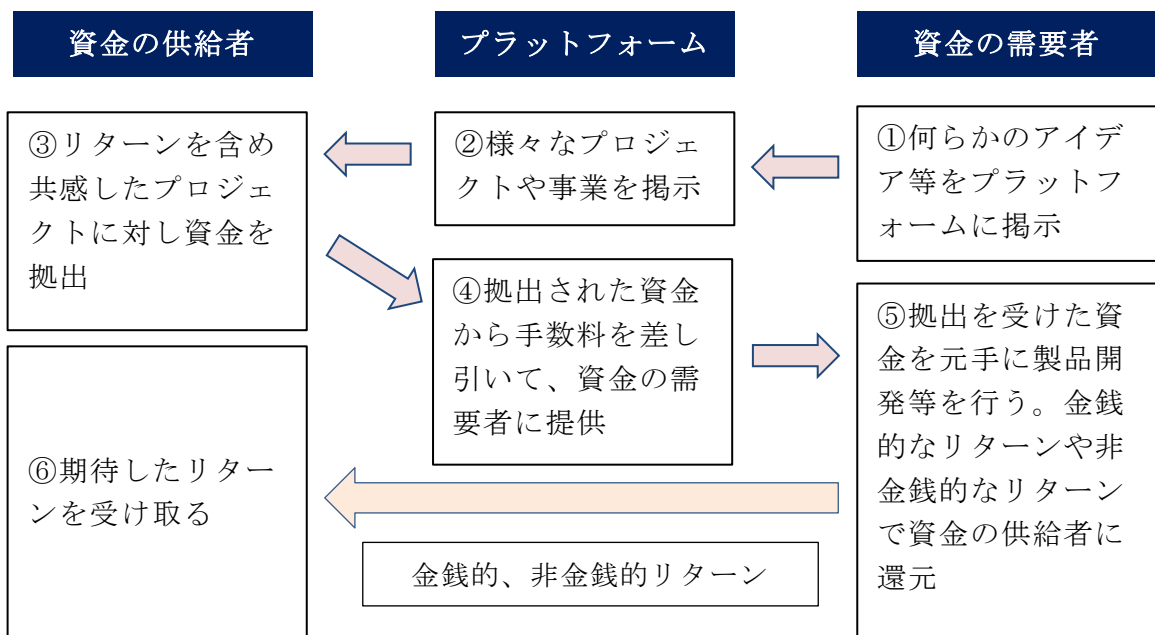 資金の供給者
プラットフォーム
資金の需要者
③リターンを含め
共感したプロジェ
クトに対し資金を
拠出
②様々なプロジェ
クトや事業を掲示
①何らかのアイデ
ア等をプラットフ
ォームに掲示
④拠出された資金
から手数料を差し
引いて、資金の需
要者に提供
⑤拠出を受けた資
金を元手に製品開
発等を行う。金銭
的なリターンや非
金銭的なリターン
で資金の供給者に
還元
⑥期待したリター
ンを受け取る
金銭的、非金銭的リターン